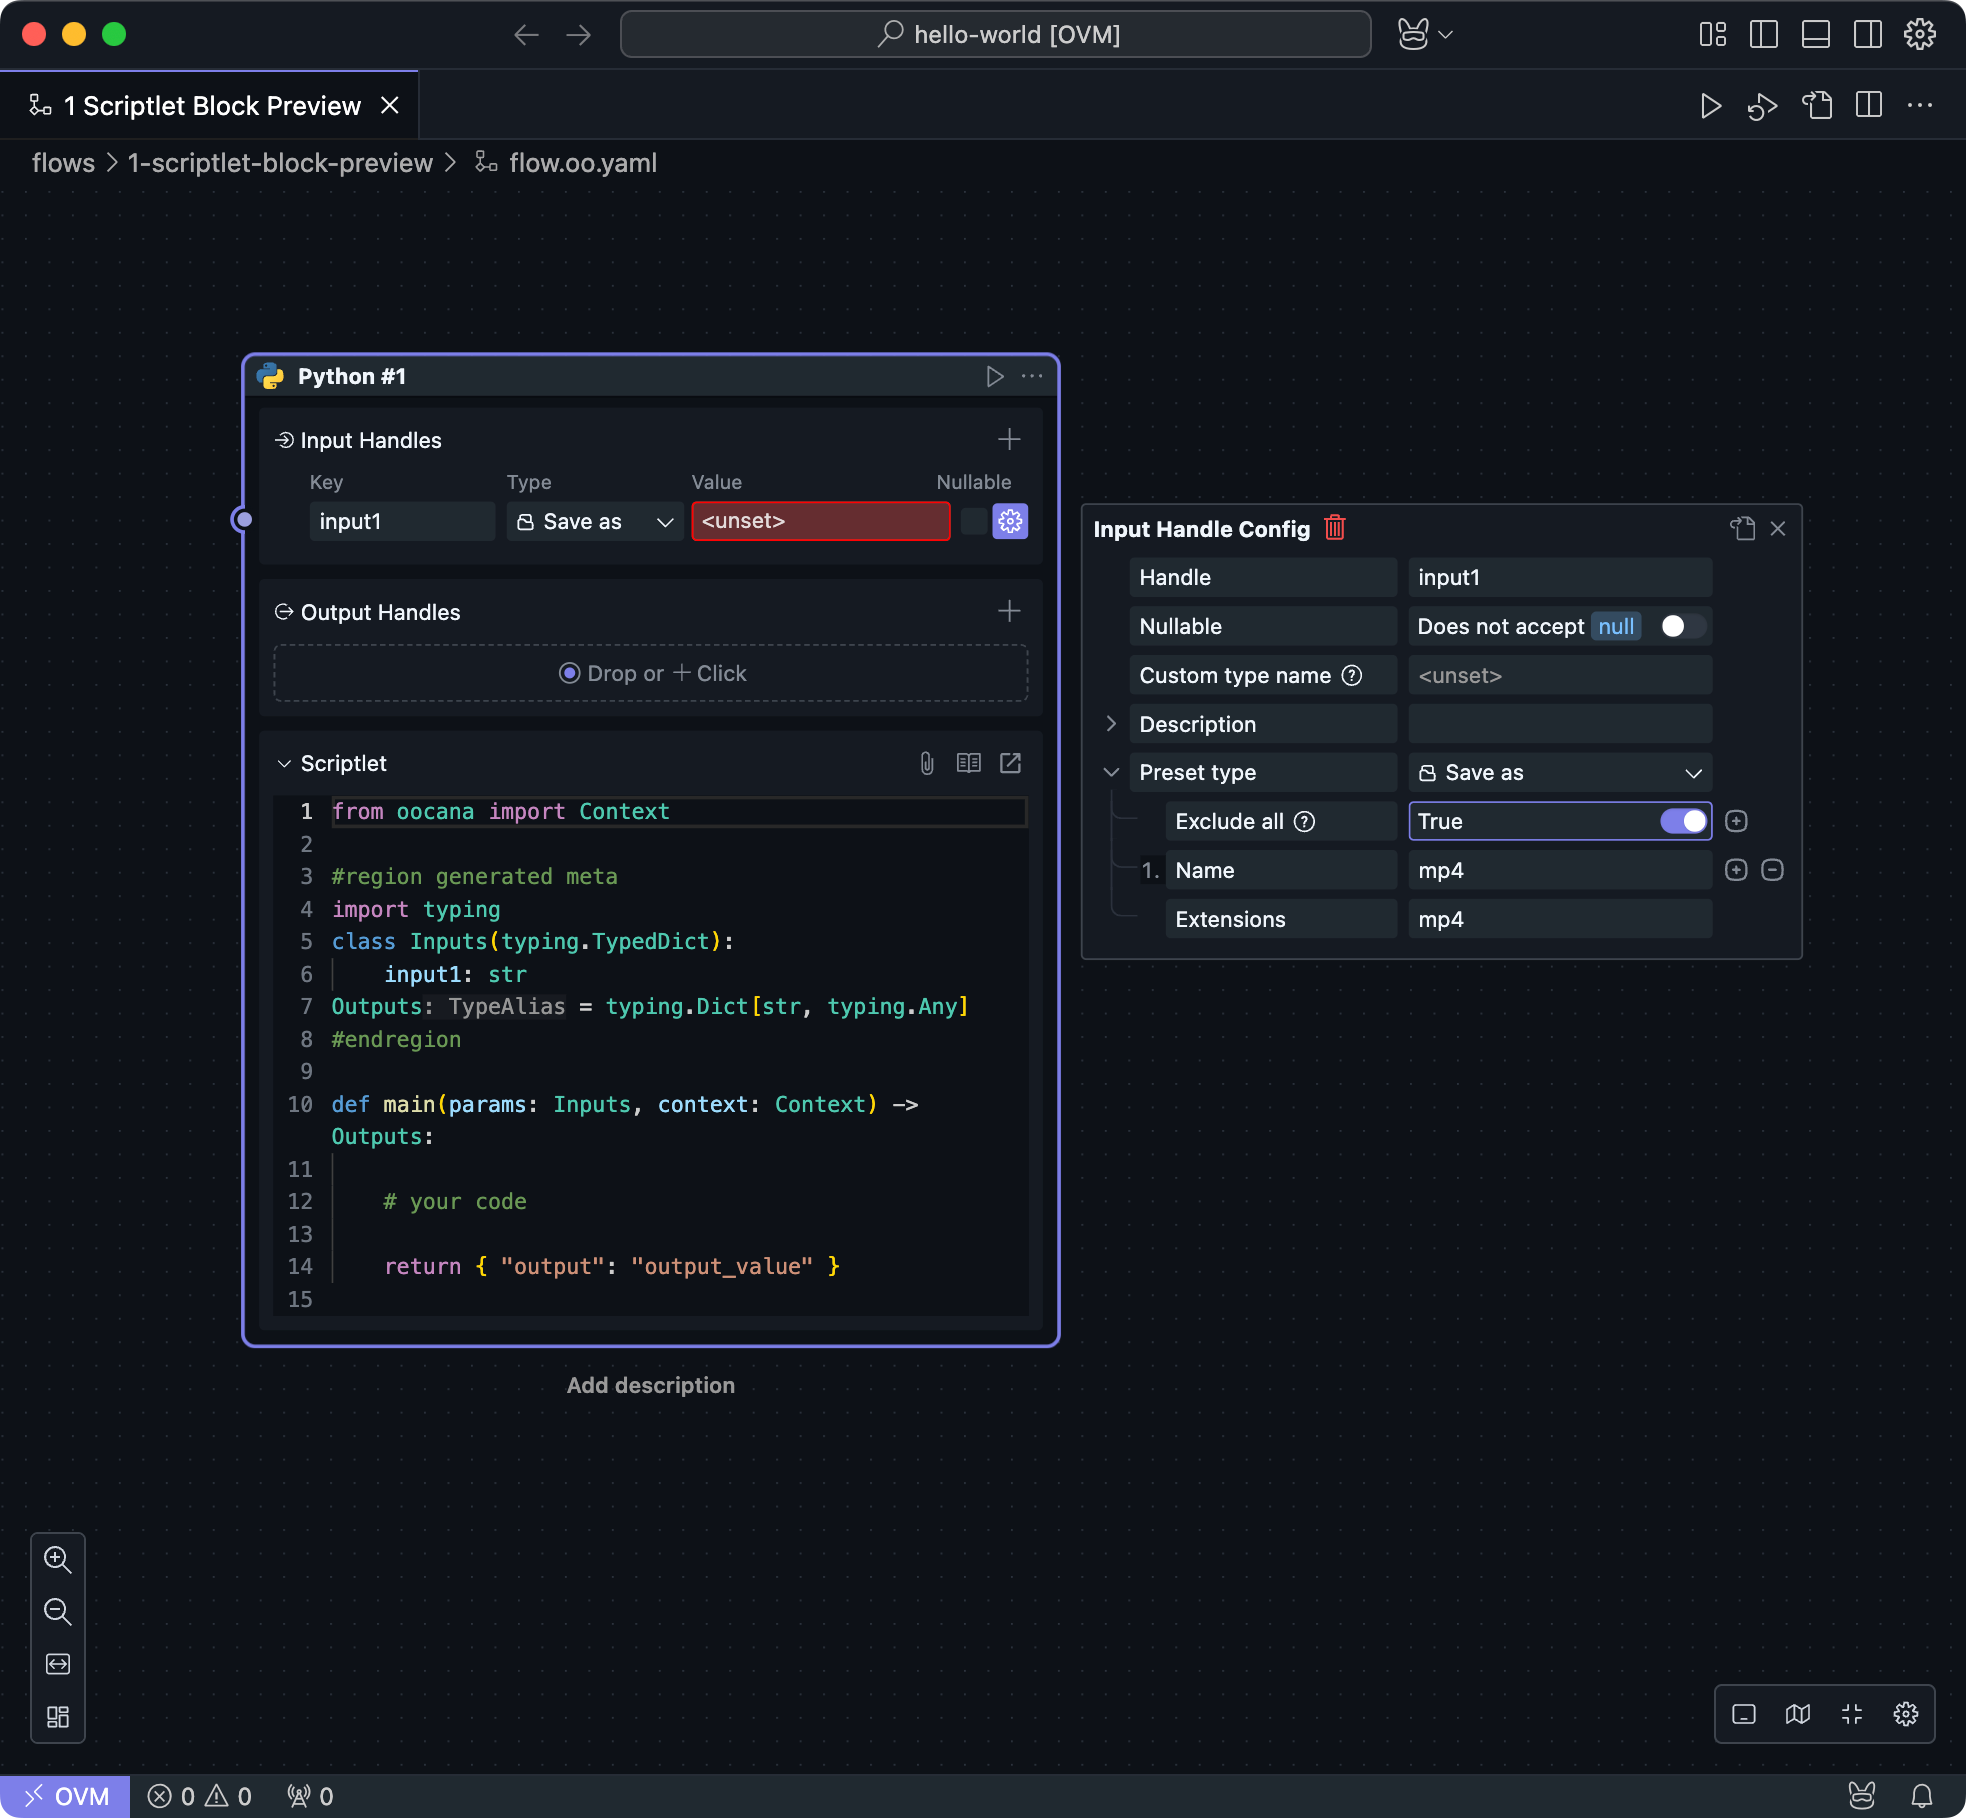 hello-world [OVM]
1 Scriptlet Block Preview
flows > 1-scriptlet-block-preview > flow.oo.yaml
Python #1
Input Handles
Key Type Value Nullable
input1 Save as <unset>
Output Handles
Drop or + Click
Scriptlet
1 from oocana import Context
2
3 #region generated meta
4 import typing
5 class Inputs(typing.TypedDict):
6     input1: str
7 Outputs: TypeAlias = typing.Dict[str, typing.Any]
8 #endregion
9
10 def main(params: Inputs, context: Context) ->
Outputs:
11
12     # your code
13
14     return { "output": "output_value" }
15
Add description
Input Handle Config
Handle input1
Nullable Does not accept null
Custom type name ? <unset>
Description
Preset type Save as
Exclude all ? True
1. Name mp4
Extensions mp4
OVM 0 0 0